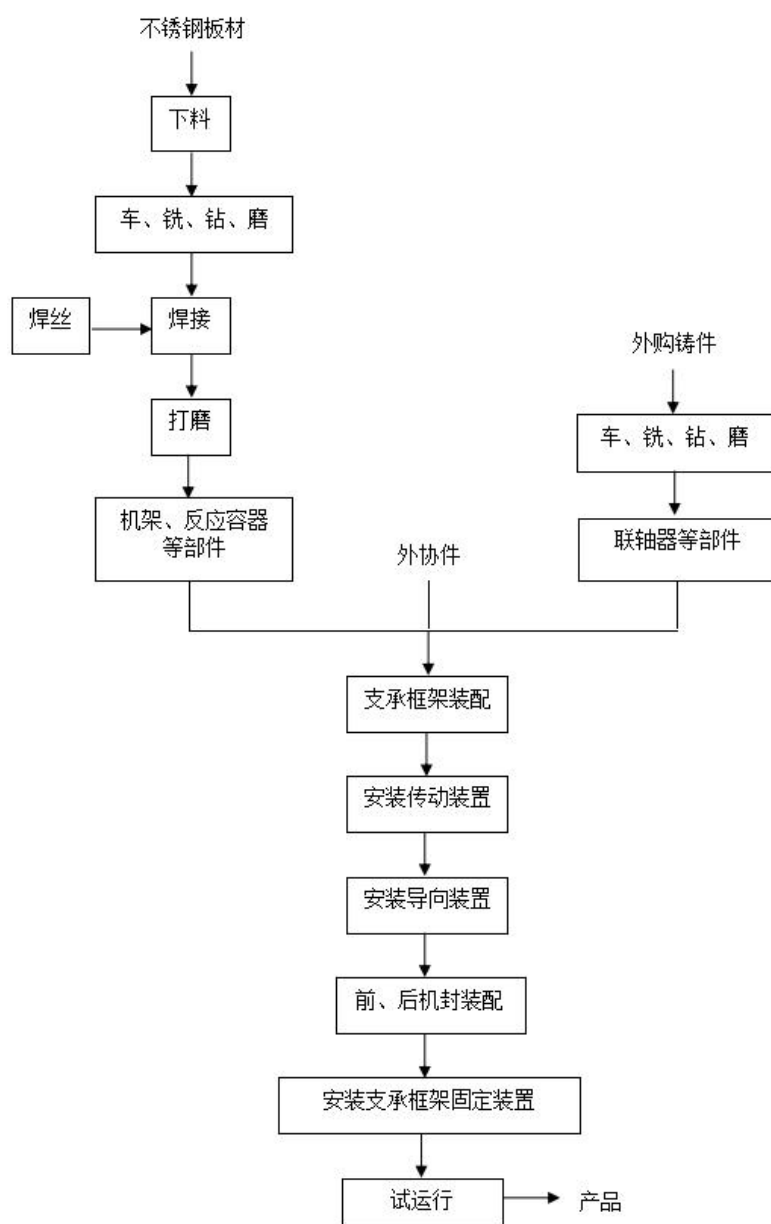 不锈钢板材
下料
车、铣、钻、磨
焊丝
焊接
打磨
机架、反应容器
等部件
外协件
外购铸件
车、铣、钻、磨
联轴器等部件
支承框架装配
安装传动装置
安装导向装置
前、后机封装配
安装支承框架固定装置
试运行
产品